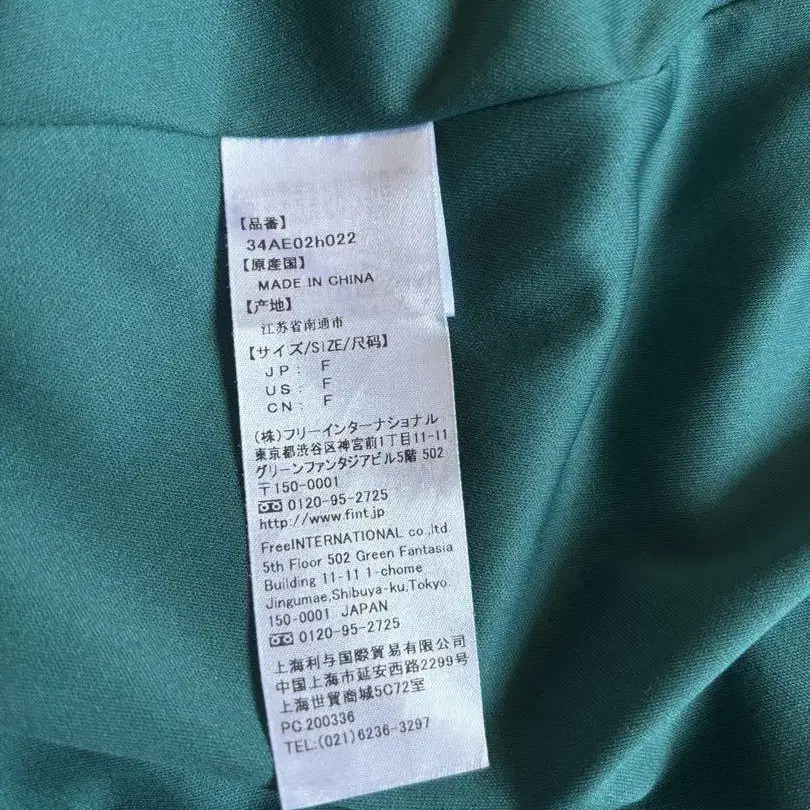 【品番】
34AE02h022
【原産国】
MADE IN CHINA
【产地】
江苏省南通市
【サイズ/SIZE/尺码】
JP: F
US: F
CN: F
(株)フリーインターナショナル
東京都渋谷区神宮前1丁目11-11
グリーンファンタジアビル5階 502
〒150-0001
0120-95-2725
http://www.fint.jp
FreeINTERNATIONAL co.,ltd
5th Floor 502 Green Fantasia
Building 11-11 1-chome
Jingumae,Shibuya-ku,Tokyo
150-0001 JAPAN
0120-95-2725
上海利与国際貿易有限公司
中国上海市延安西路2299号
上海世貿商城5C72室
PC.200336
TEL:(021)6236-3297